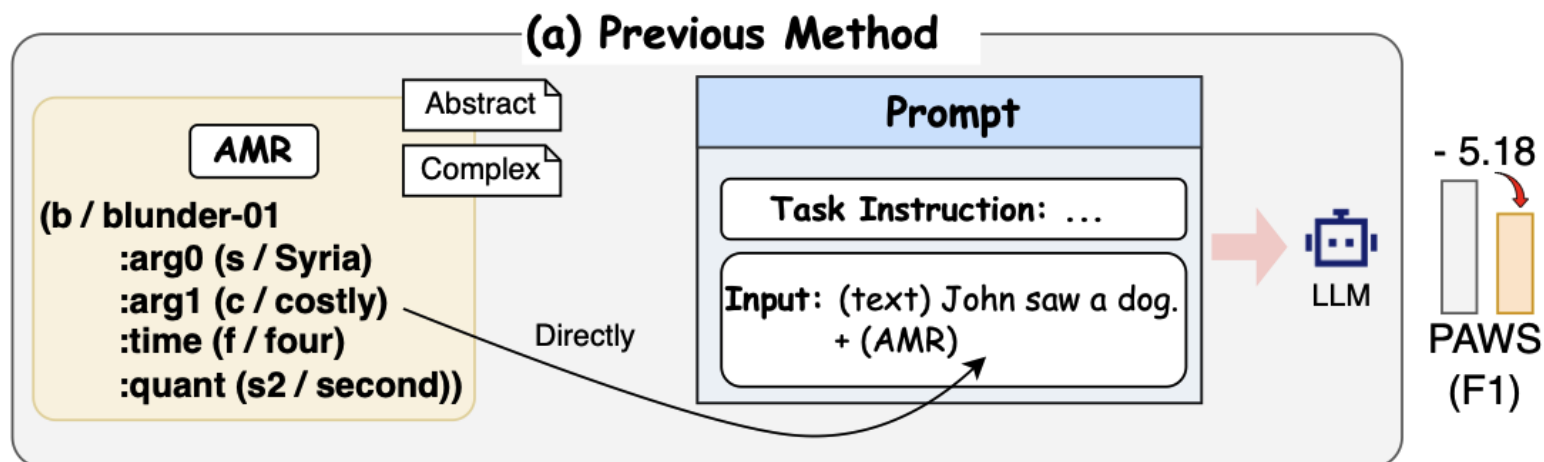 (a) Previous Method
Abstract
Complex
AMR
(b / blunder-01
:arg0 (s / Syria)
:arg1 (c / costly)
:time (f / four)
:quant (s2 / second))
Directly
Prompt
Task Instruction: ...
Input: (text) John saw a dog.
+ (AMR)
LLM
- 5.18
PAWS
(F1)